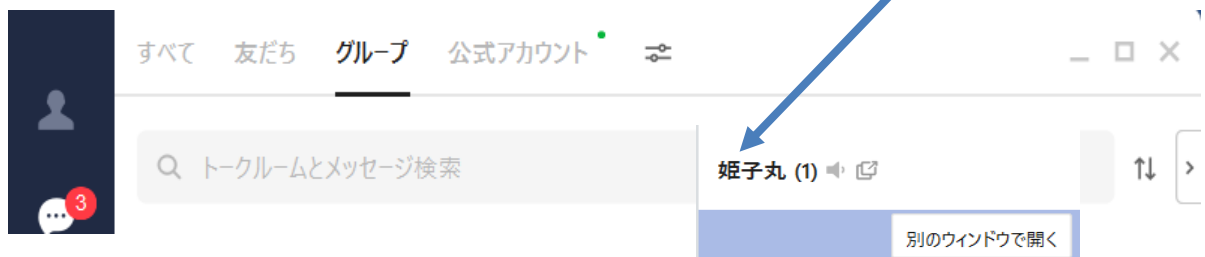 すべて 友だち グループ 公式アカウント
トークルームとメッセージ検索
姫子丸 (1)
3
別のウィンドウで開く